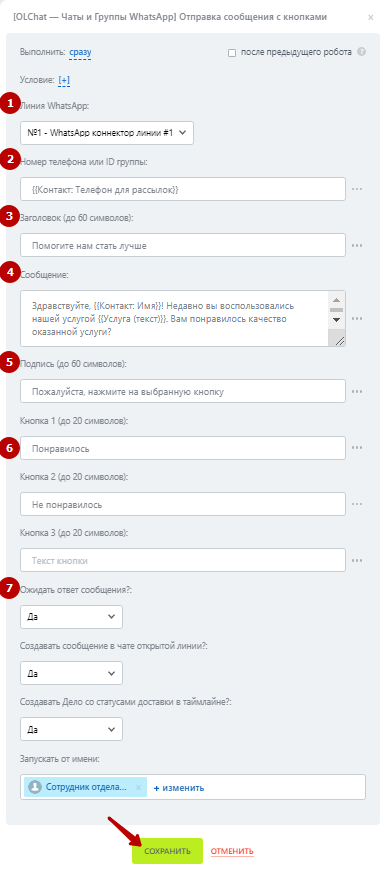 [OLChat — Чаты и Группы WhatsApp] Отправка сообщения с кнопками ×
Выполнить: сразу после предыдущего робота ?
Условие: [+]
1
Линия WhatsApp:
№1 - WhatsApp коннектор линии #1
2
Номер телефона или ID группы:
{{Контакт: Телефон для рассылок}} ...
3
Заголовок (до 60 символов):
Помогите нам стать лучше ...
4
Сообщение:
Здравствуйте, {{Контакт: Имя}}! Недавно вы воспользовались
нашей услугой {{Услуга (текст)}}. Вам понравилось качество ...
оказанной услуги?
5
Подпись (до 60 символов):
Пожалуйста, нажмите на выбранную кнопку ...
Кнопка 1 (до 20 символов):
6
Понравилось ...
Кнопка 2 (до 20 символов):
Не понравилось ...
Кнопка 3 (до 20 символов):
Текст кнопки ...
7
Ожидать ответ сообщения?:
Да
Создавать сообщение в чате открытой линии?:
Да
Создавать Дело со статусами доставки в таймлайне?:
Да
Запускать от имени:
Сотрудник отдела... × + изменить
СОХРАНИТЬ ОТМЕНИТЬ